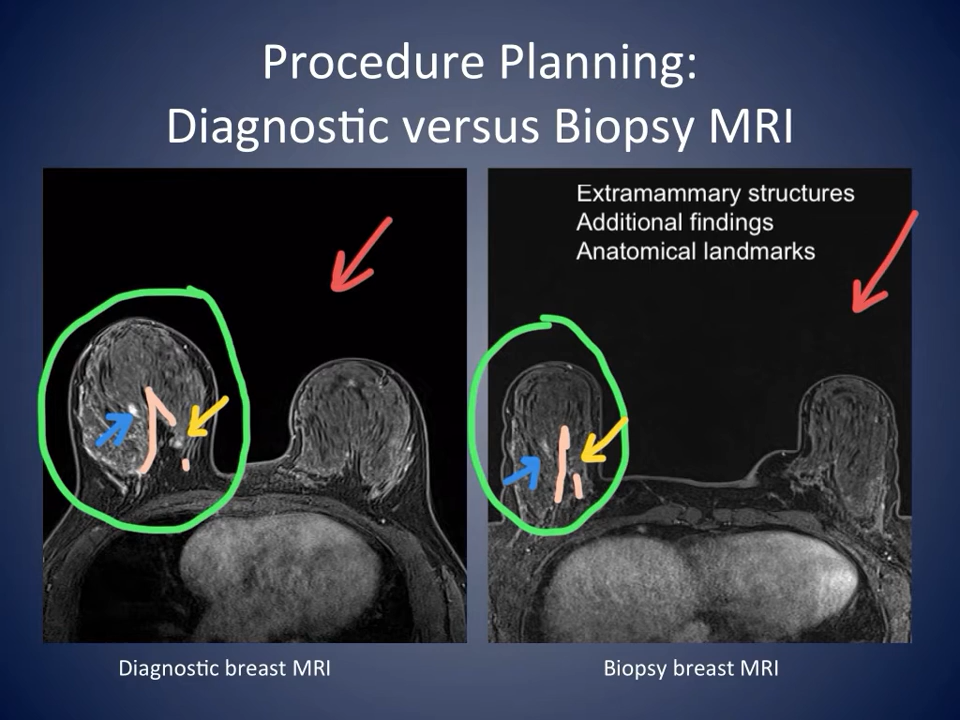 Procedure Planning:
Diagnostic versus Biopsy MRI
Extramammary structures
Additional findings
Anatomical landmarks
Diagnostic breast MRI
Biopsy breast MRI